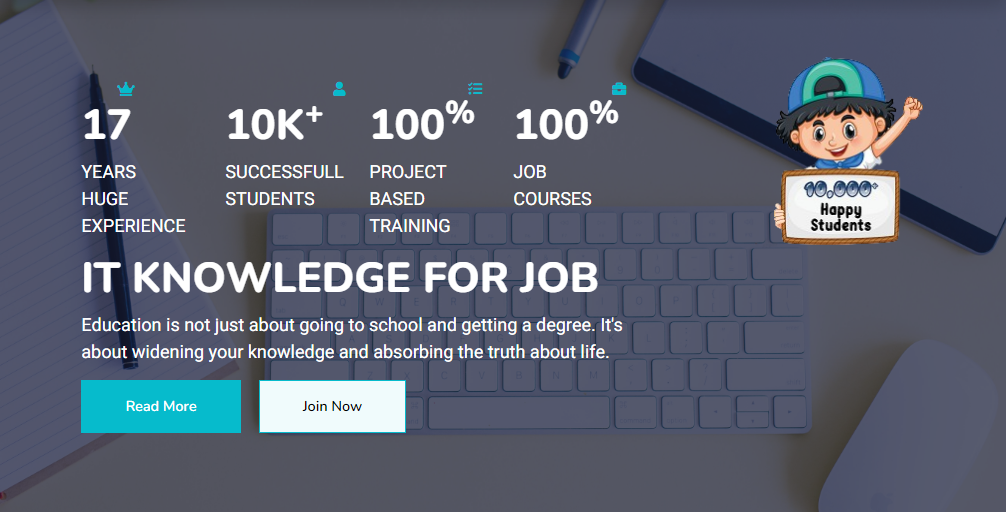 17
10K+
100%
100%
YEARS
HUGE
EXPERIENCE
SUCCESSFULL
STUDENTS
PROJECT
BASED
TRAINING
JOB
COURSES
10,000+
Happy
Students
IT KNOWLEDGE FOR JOB
Education is not just about going to school and getting a degree. It's
about widening your knowledge and absorbing the truth about life.
Read More
Join Now